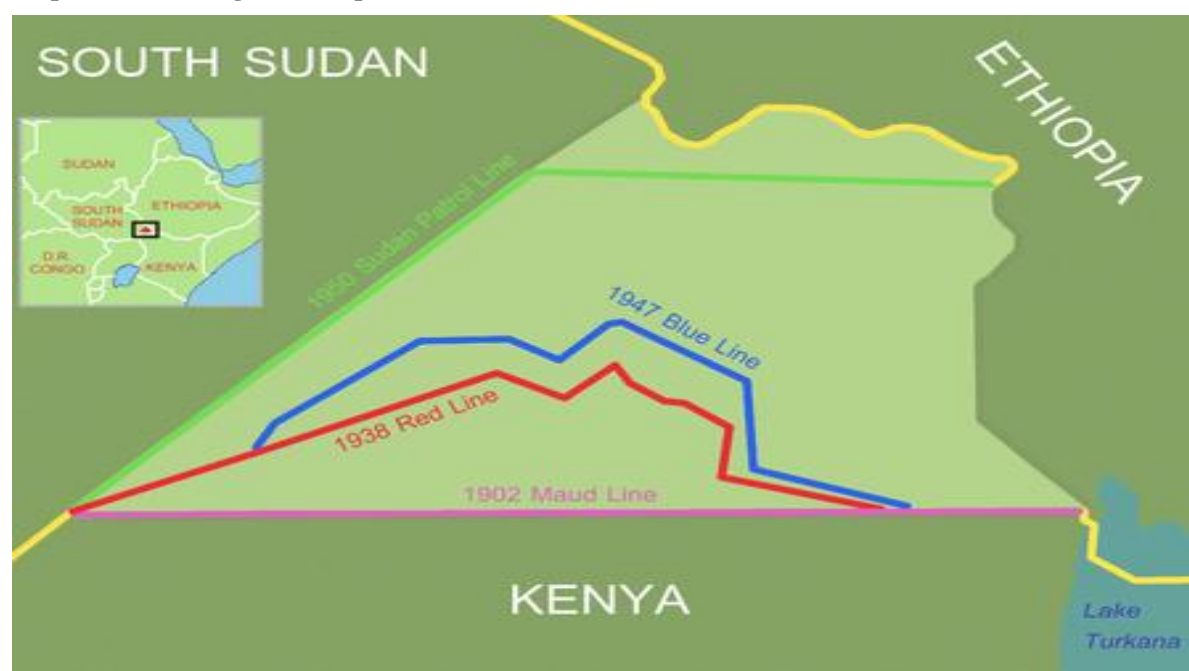 SOUTH SUDAN
ETHIOPIA
SUDAN
SOUTH
SUDAN
ETHIOPIA
D.R.
CONGO
KENYA
1950 Sudan Patrol Line
1947 Blue Line
1938 Red Line
1902 Maud Line
KENYA
Lake
Turkana